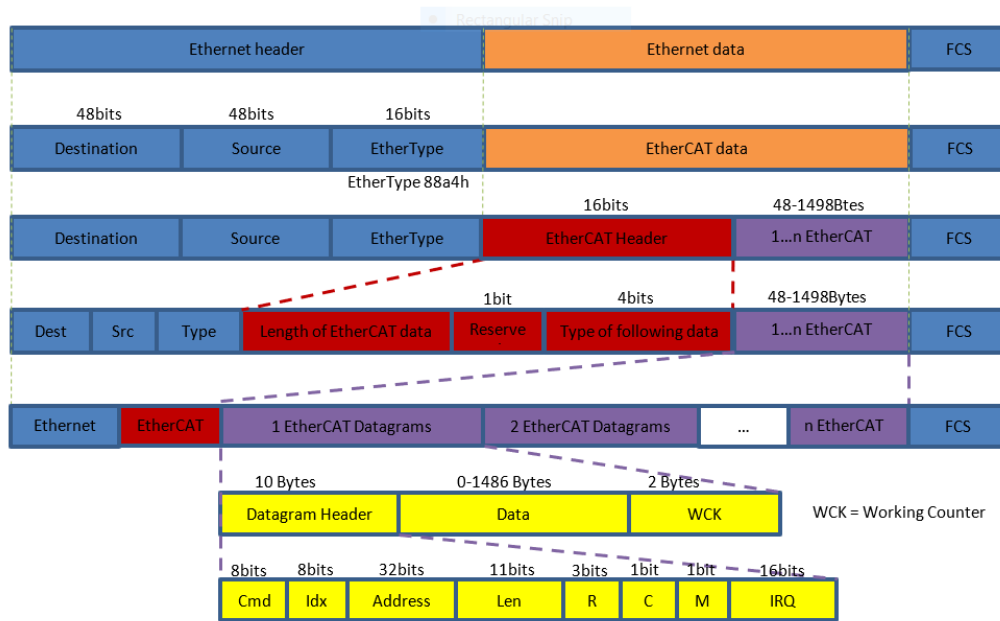 Rectangular Snip
Ethernet header Ethernet data FCS
48bits 48bits 16bits
Destination Source EtherType EtherCAT data FCS
EtherType 88a4h
16bits 48-1498Btes
Destination Source EtherType EtherCAT Header 1...n EtherCAT FCS
1bit 4bits 48-1498Bytes
Dest Src Type Length of EtherCAT data Reserve Type of following data 1...n EtherCAT FCS
Ethernet EtherCAT 1 EtherCAT Datagrams 2 EtherCAT Datagrams ... n EtherCAT FCS
10 Bytes 0-1486 Bytes 2 Bytes
Datagram Header Data WCK WCK = Working Counter
8bits 8bits 32bits 11bits 3bits 1bit 1bit 16bits
Cmd Idx Address Len R C M IRQ